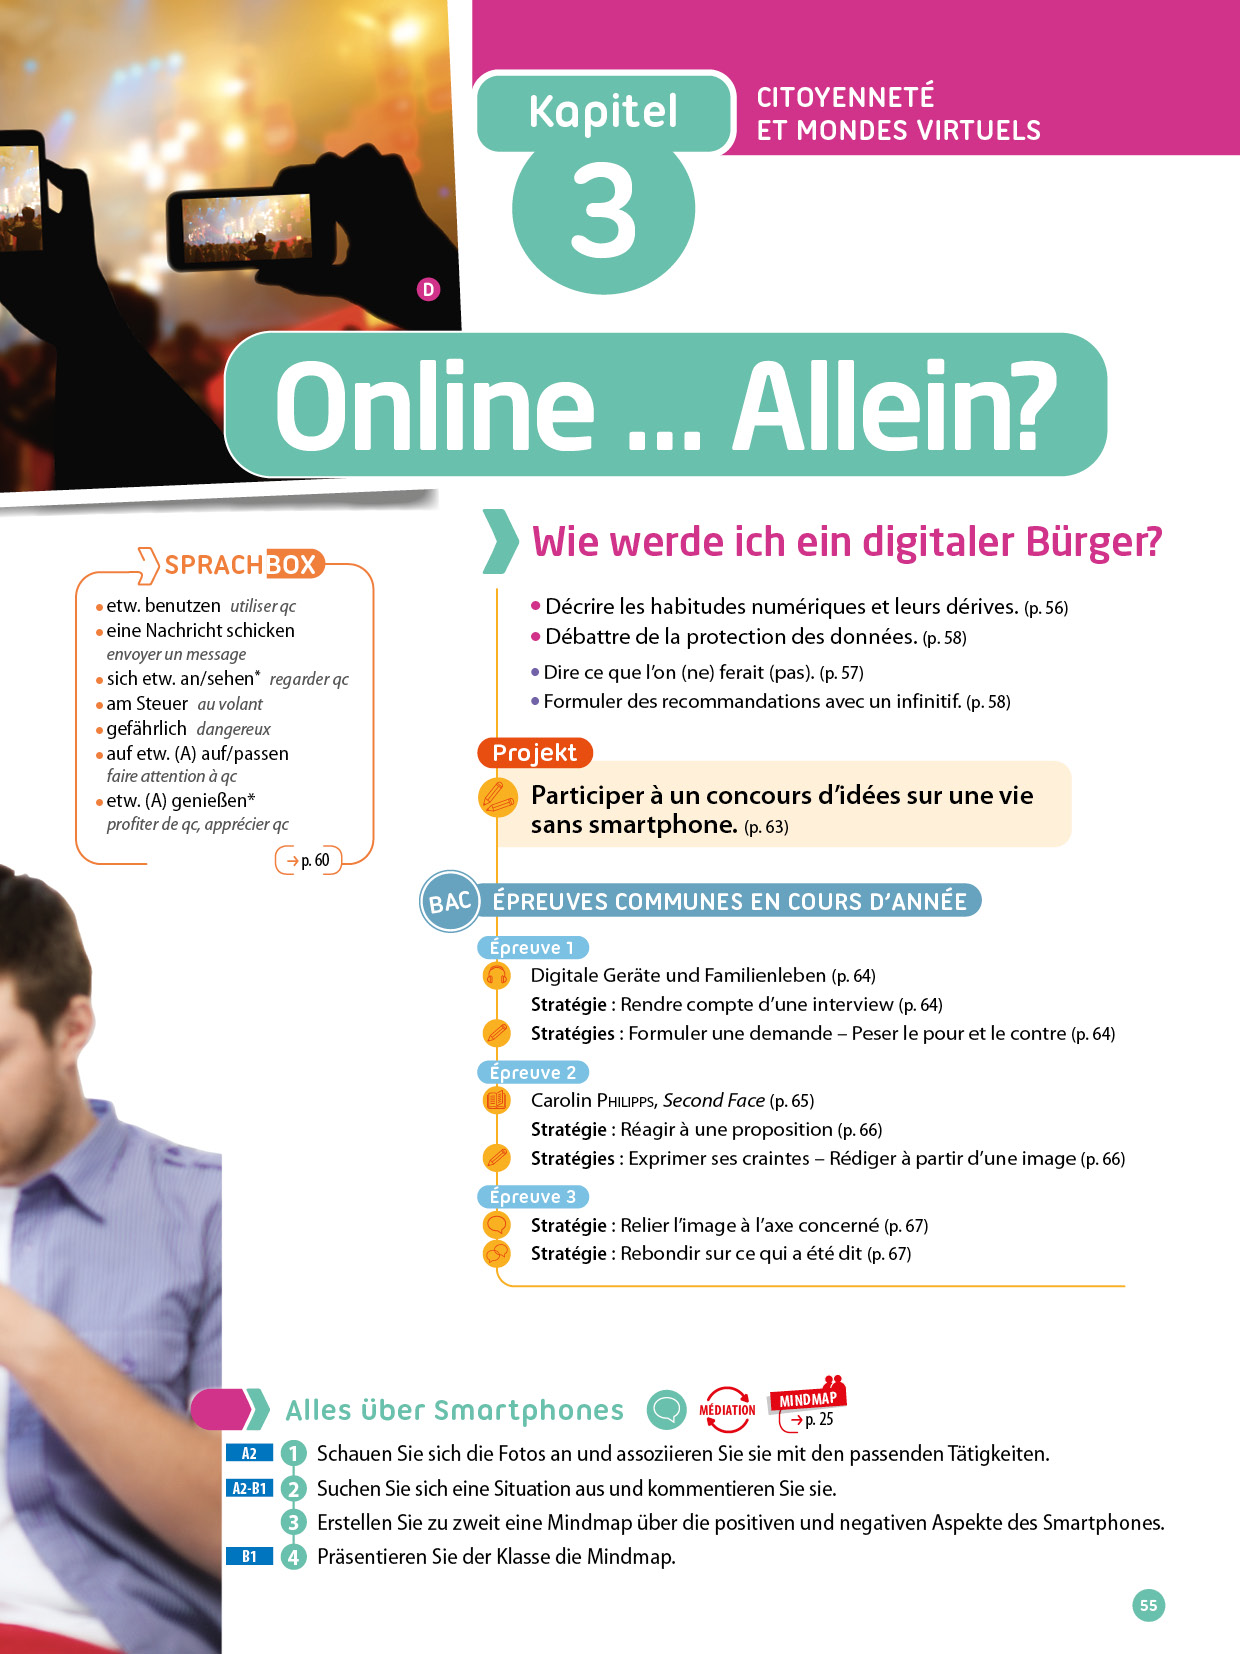 Kapitel
3
CITOYENNETÉ
ET MONDES VIRTUELS
D
Online ... Allein?
Wie werde ich ein digitaler Bürger?
• Décrire les habitudes numériques et leurs dérives. (p. 56)
• Débattre de la protection des données. (p. 58)
• Dire ce que l’on (ne) ferait (pas). (p. 57)
• Formuler des recommandations avec un infinitif. (p. 58)
SPRACHBOX
• etw. benutzen utiliser qc
• eine Nachricht schicken
envoyer un message
• sich etw. an/sehen* regarder qc
• am Steuer au volant
• gefährlich dangereux
• auf etw. (A) auf/passen
faire attention à qc
• etw. (A) genießen*
profiter de qc, apprécier qc
→ p. 60
Projekt
Participer à un concours d’idées sur une vie
sans smartphone. (p. 63)
BAC ÉPREUVES COMMUNES EN COURS D’ANNÉE
Épreuve 1
Digitale Geräte und Familienleben (p. 64)
Stratégie : Rendre compte d’une interview (p. 64)
Stratégies : Formuler une demande – Peser le pour et le contre (p. 64)
Épreuve 2
Carolin PHILIPPS, Second Face (p. 65)
Stratégie : Réagir à une proposition (p. 66)
Stratégies : Exprimer ses craintes – Rédiger à partir d’une image (p. 66)
Épreuve 3
Stratégie : Relier l’image à l’axe concerné (p. 67)
Stratégie : Rebondir sur ce qui a été dit (p. 67)
Alles über Smartphones
MÉDIATION
MINDMAP
→ p. 25
A2 1 Schauen Sie sich die Fotos an und assoziieren Sie sie mit den passenden Tätigkeiten.
A2-B1 2 Suchen Sie sich eine Situation aus und kommentieren Sie sie.
3 Erstellen Sie zu zweit eine Mindmap über die positiven und negativen Aspekte des Smartphones.
B1 4 Präsentieren Sie der Klasse die Mindmap.
55